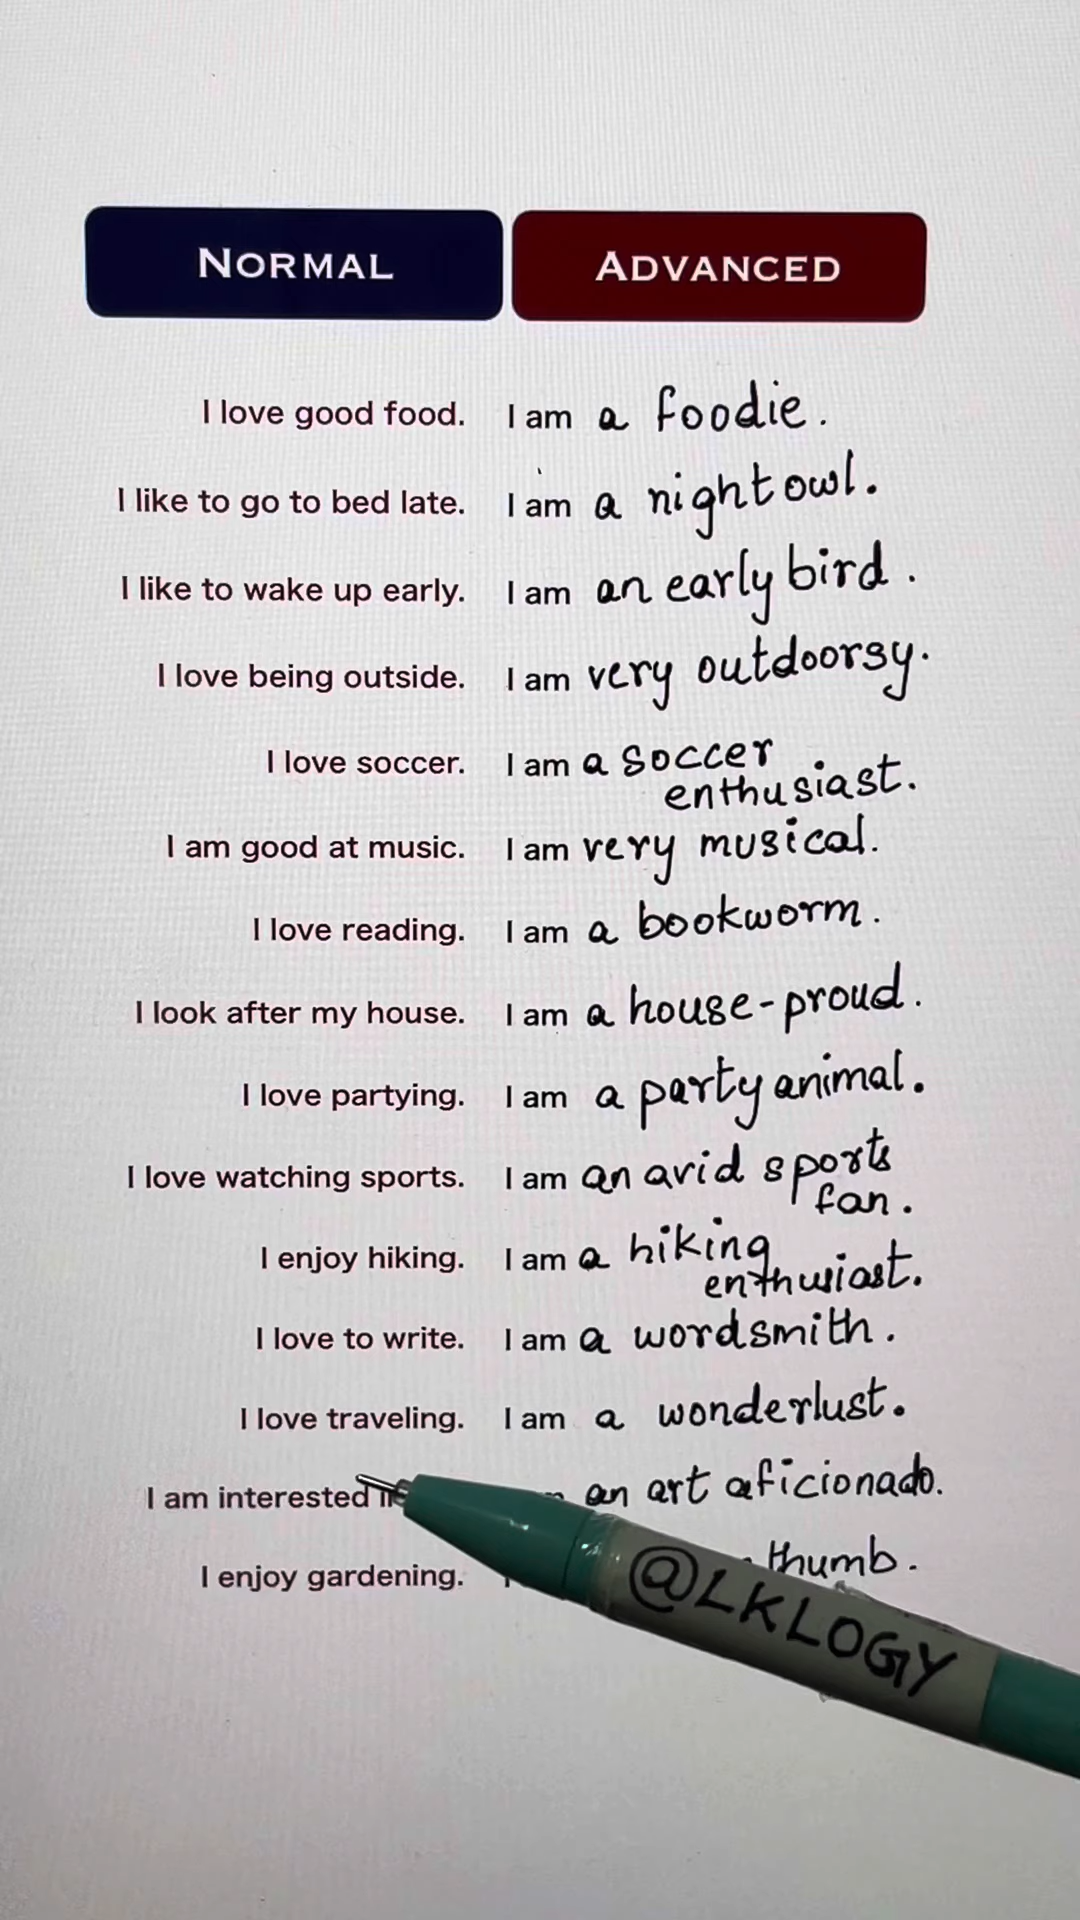 NORMAL ADVANCED
I love good food. I am a foodie.
I like to go to bed late. I am a night owl.
I like to wake up early. I am an early bird.
I love being outside. I am very outdoorsy.
I love soccer. I am a soccer
enthusiast.
I am good at music. I am very musical.
I love reading. I am a bookworm.
I look after my house. I am a house-proud.
I love partying. I am a party animal.
I love watching sports. I am an avid sports
fan.
I enjoy hiking. I am a hiking
enthusiast.
I love to write. I am a wordsmith.
I love traveling. I am a wonderlust.
I am interested an art aficionado.
I enjoy gardening. thumb.
@LKLOGY